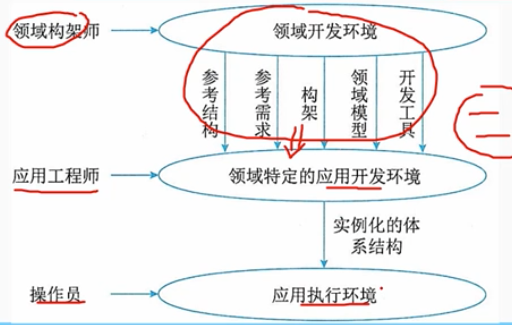 领域构架师
领域开发环境
参考结构
参考需求
构架
领域模型
开发工具
应用工程师
领域特定的应用开发环境
实例化的体
系结构
操作员
应用执行环境
三